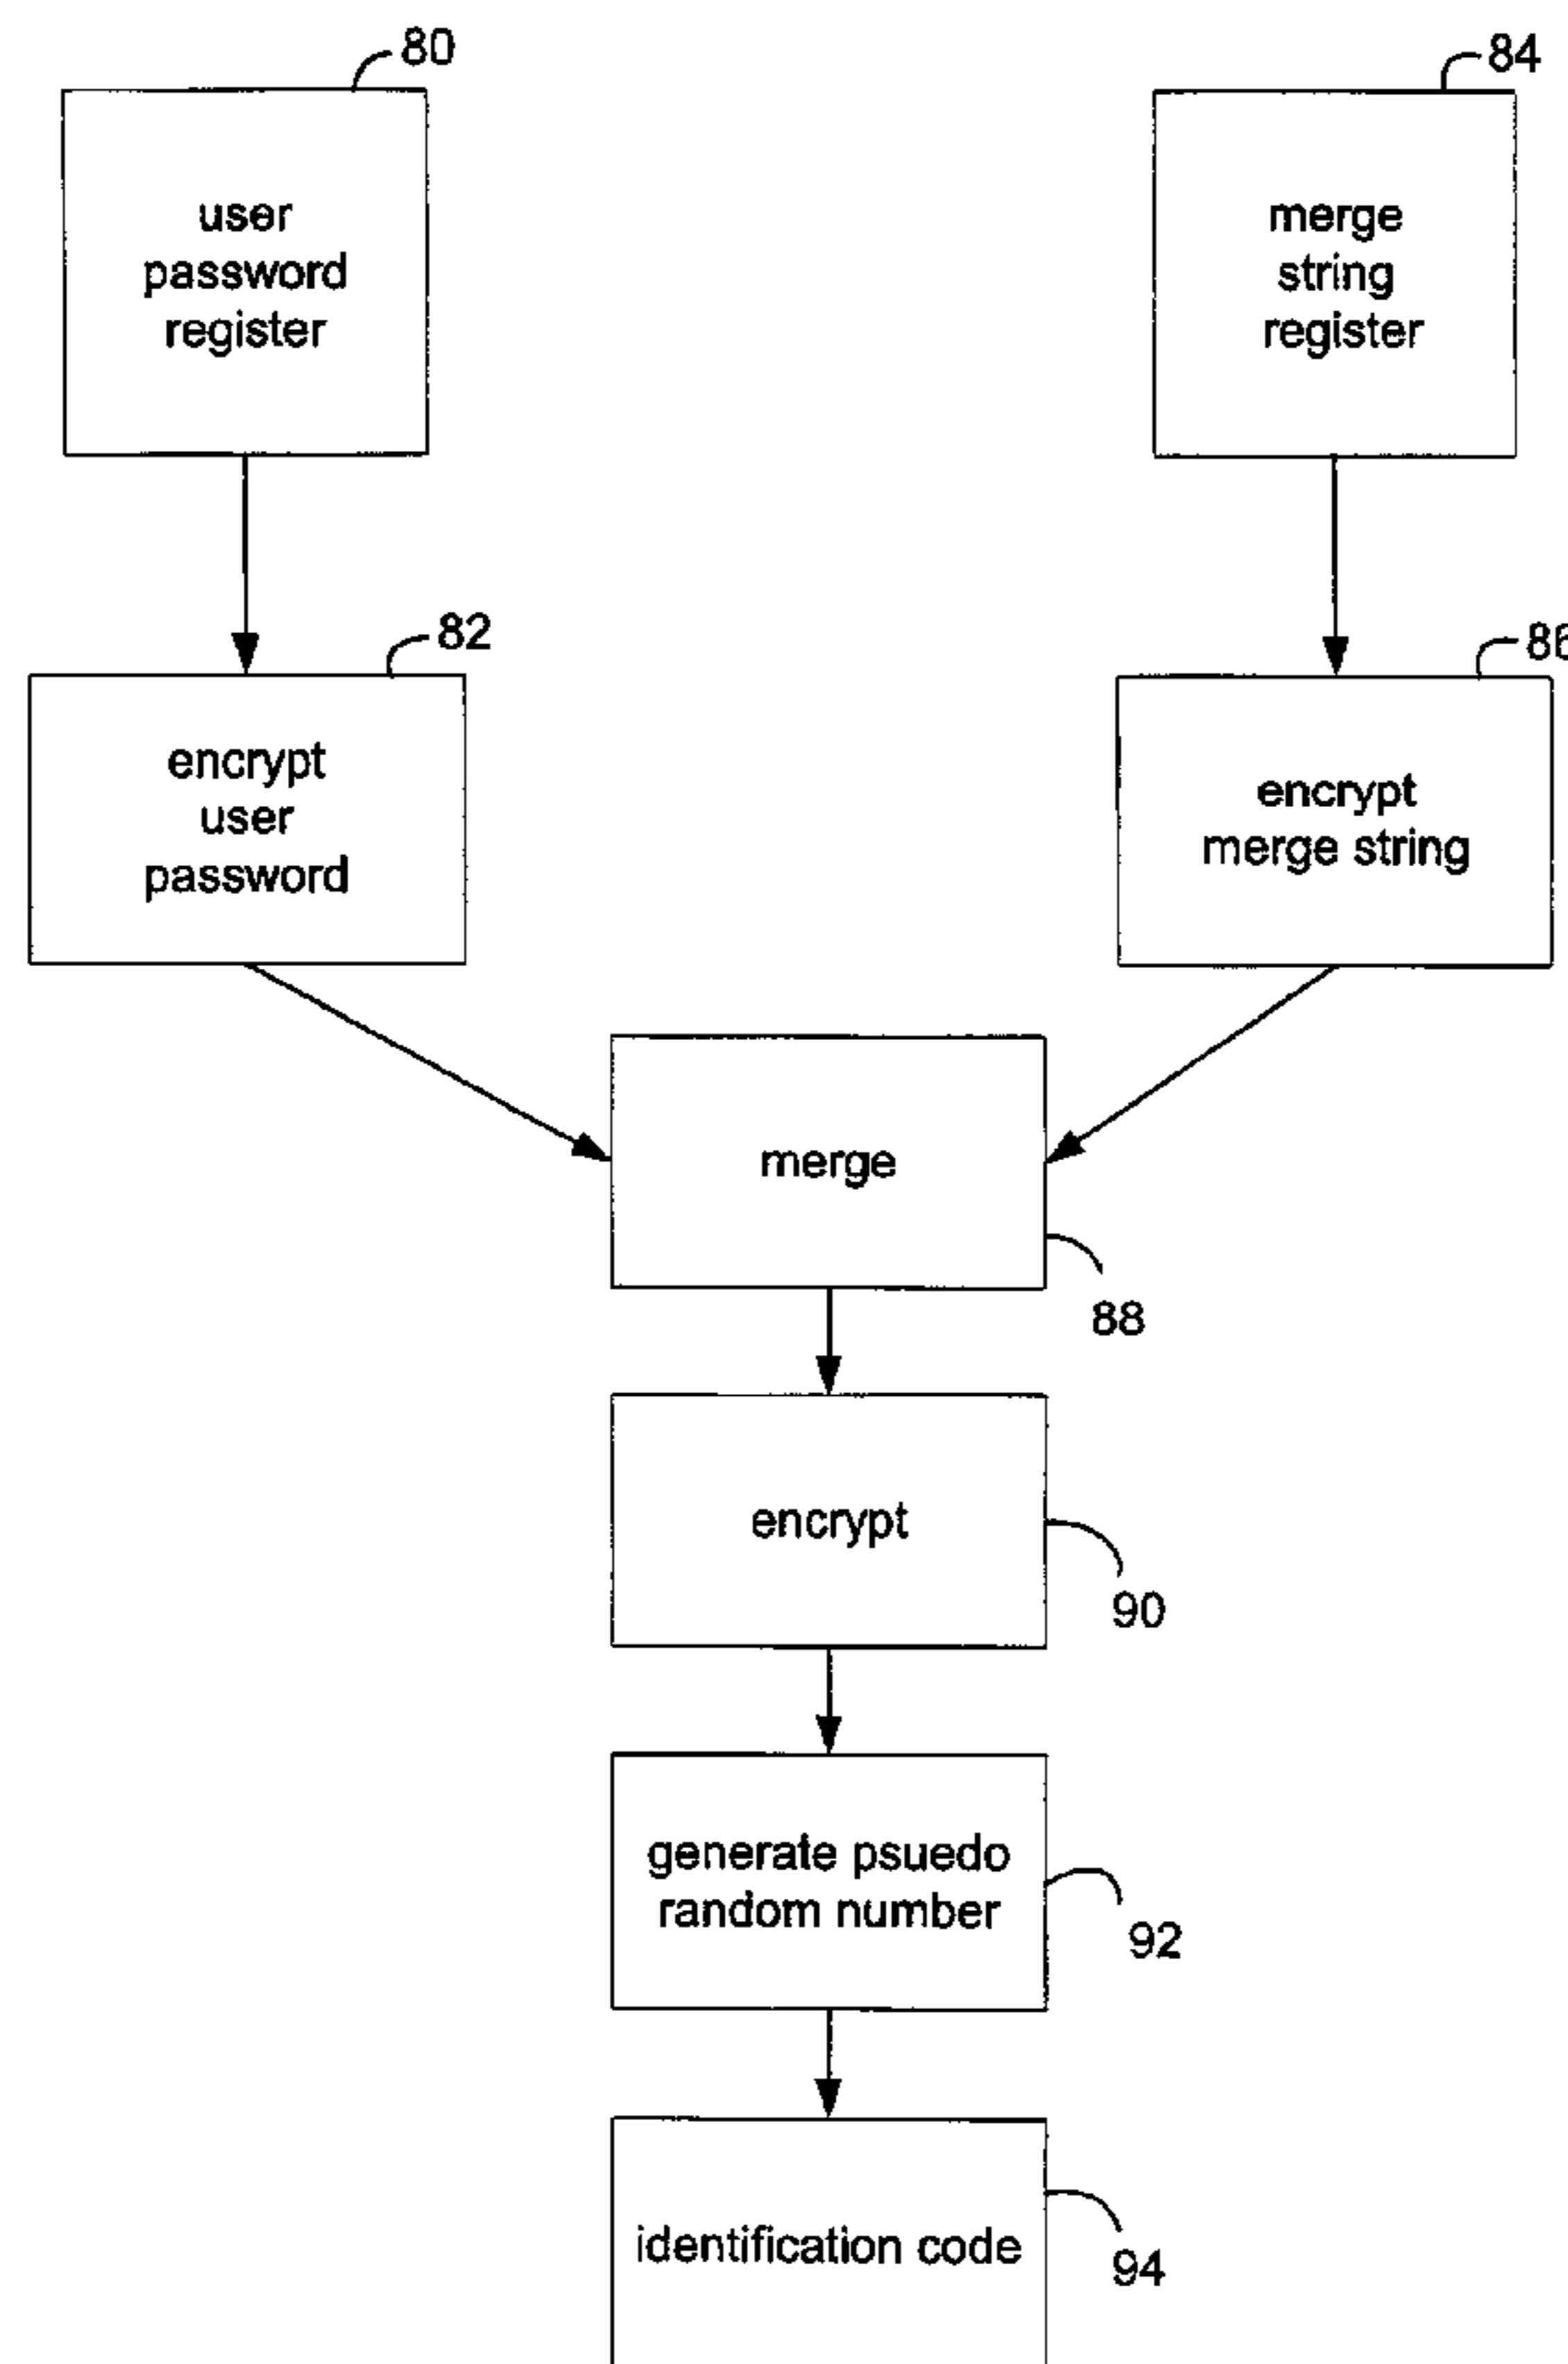 80
84
user
password
register
merge
string
register
82
86
encrypt
user
password
encrypt
merge string
merge
88
encrypt
90
generate psuedo
random number
92
identification code
94